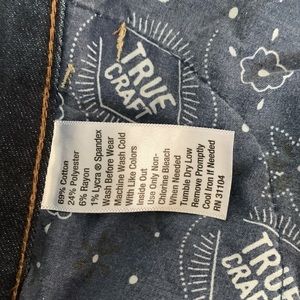 TRUE
CRAFT
69% Cotton
24% Polyester
6% Rayon
1% Lycra ® Spandex
Wash Before Wear
Machine Wash Cold
With Like Colors
Inside Out
Use Only Non-
Chlorine Bleach
When Needed
Tumble Dry Low
Remove Promptly
Cool Iron If Needed
RN 31104
TRUE
CRAFT